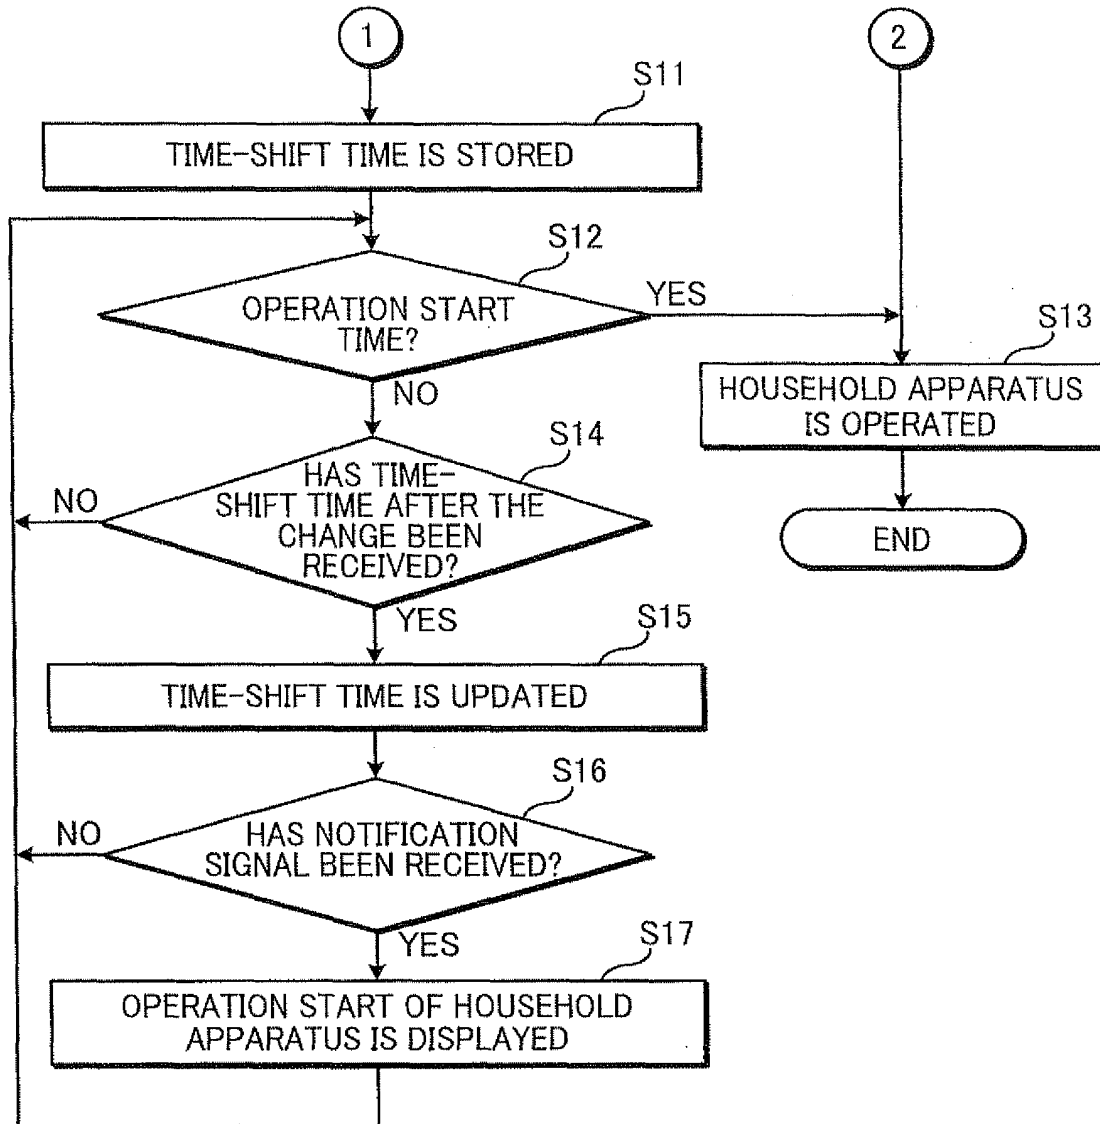 1
2
S11
TIME-SHIFT TIME IS STORED
S12
OPERATION START
TIME?
YES
S13
HOUSEHOLD APPARATUS
IS OPERATED
NO
S14
HAS TIME-
SHIFT TIME AFTER THE
CHANGE BEEN
RECEIVED?
NO
END
YES
S15
TIME-SHIFT TIME IS UPDATED
S16
HAS NOTIFICATION
SIGNAL BEEN RECEIVED?
NO
YES
S17
OPERATION START OF HOUSEHOLD
APPARATUS IS DISPLAYED